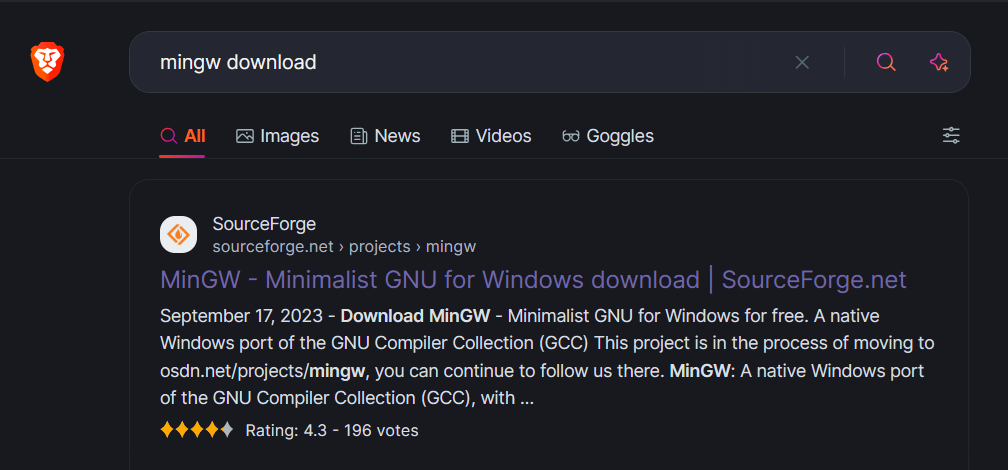 mingw download
All Images News Videos Goggles
SourceForge
sourceforge.net › projects › mingw
MinGW - Minimalist GNU for Windows download | SourceForge.net
September 17, 2023 - Download MinGW - Minimalist GNU for Windows for free. A native
Windows port of the GNU Compiler Collection (GCC) This project is in the process of moving to
osdn.net/projects/mingw, you can continue to follow us there. MinGW: A native Windows port
of the GNU Compiler Collection (GCC), with ...
Rating: 4.3 - 196 votes